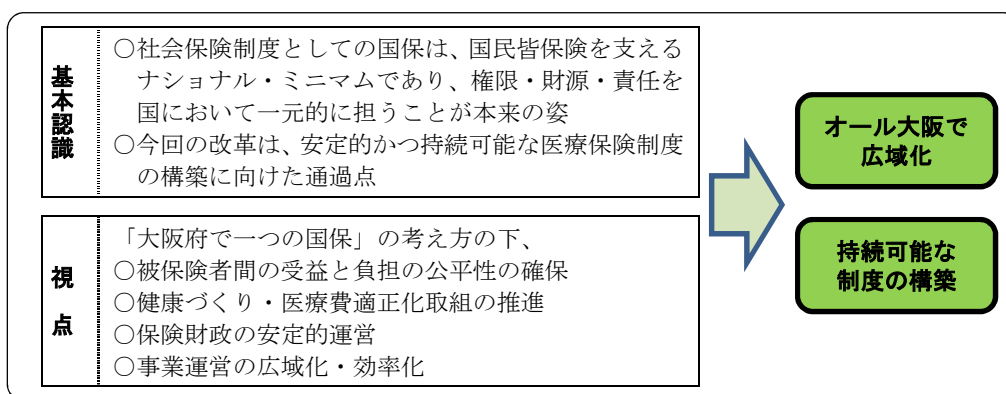 基本認識
○社会保険制度としての国保は、国民皆保険を支える
ナショナル・ミニマムであり、権限・財源・責任を
国において一元的に担うことが本来の姿
○今回の改革は、安定的かつ持続可能な医療保険制度
の構築に向けた通過点
視点
「大阪府で一つの国保」の考え方の下、
○被保険者間の受益と負担の公平性の確保
○健康づくり・医療費適正化取組の推進
○保険財政の安定的運営
○事業運営の広域化・効率化
オール大阪で
広域化
持続可能な
制度の構築